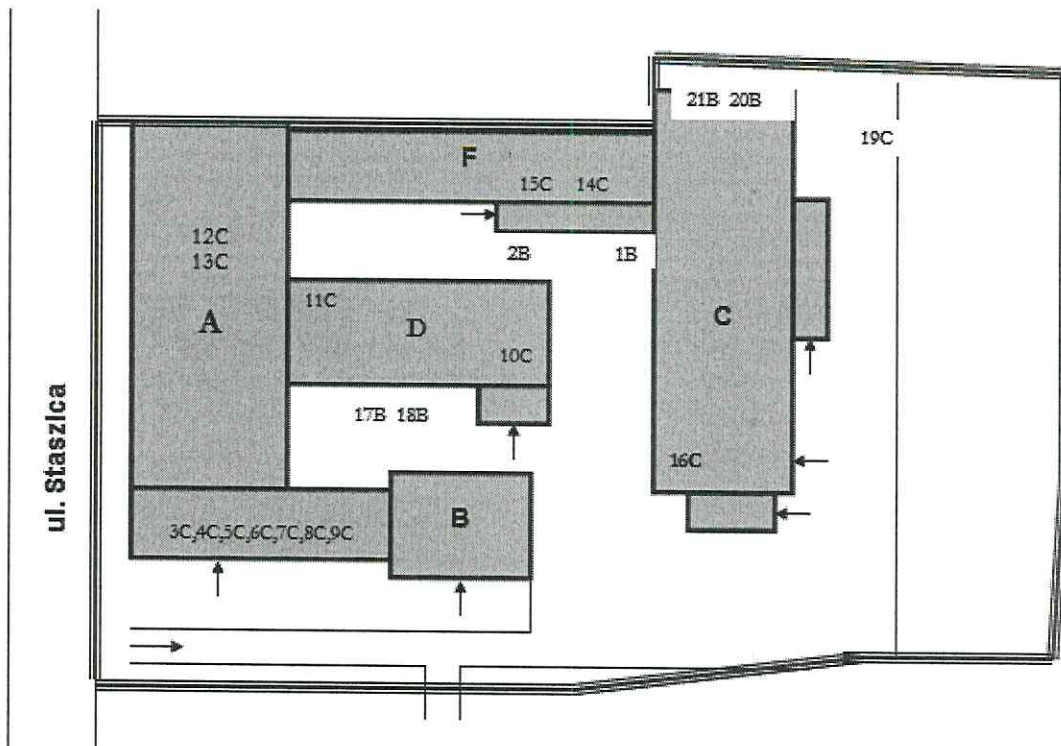 21B 20B
19C
F
15C 14C
2B 1B
12C
13C
A
11C
D
10C
C
17B 18B
16C
B
3C,4C,5C,6C,7C,8C,9C
ul. Staszica